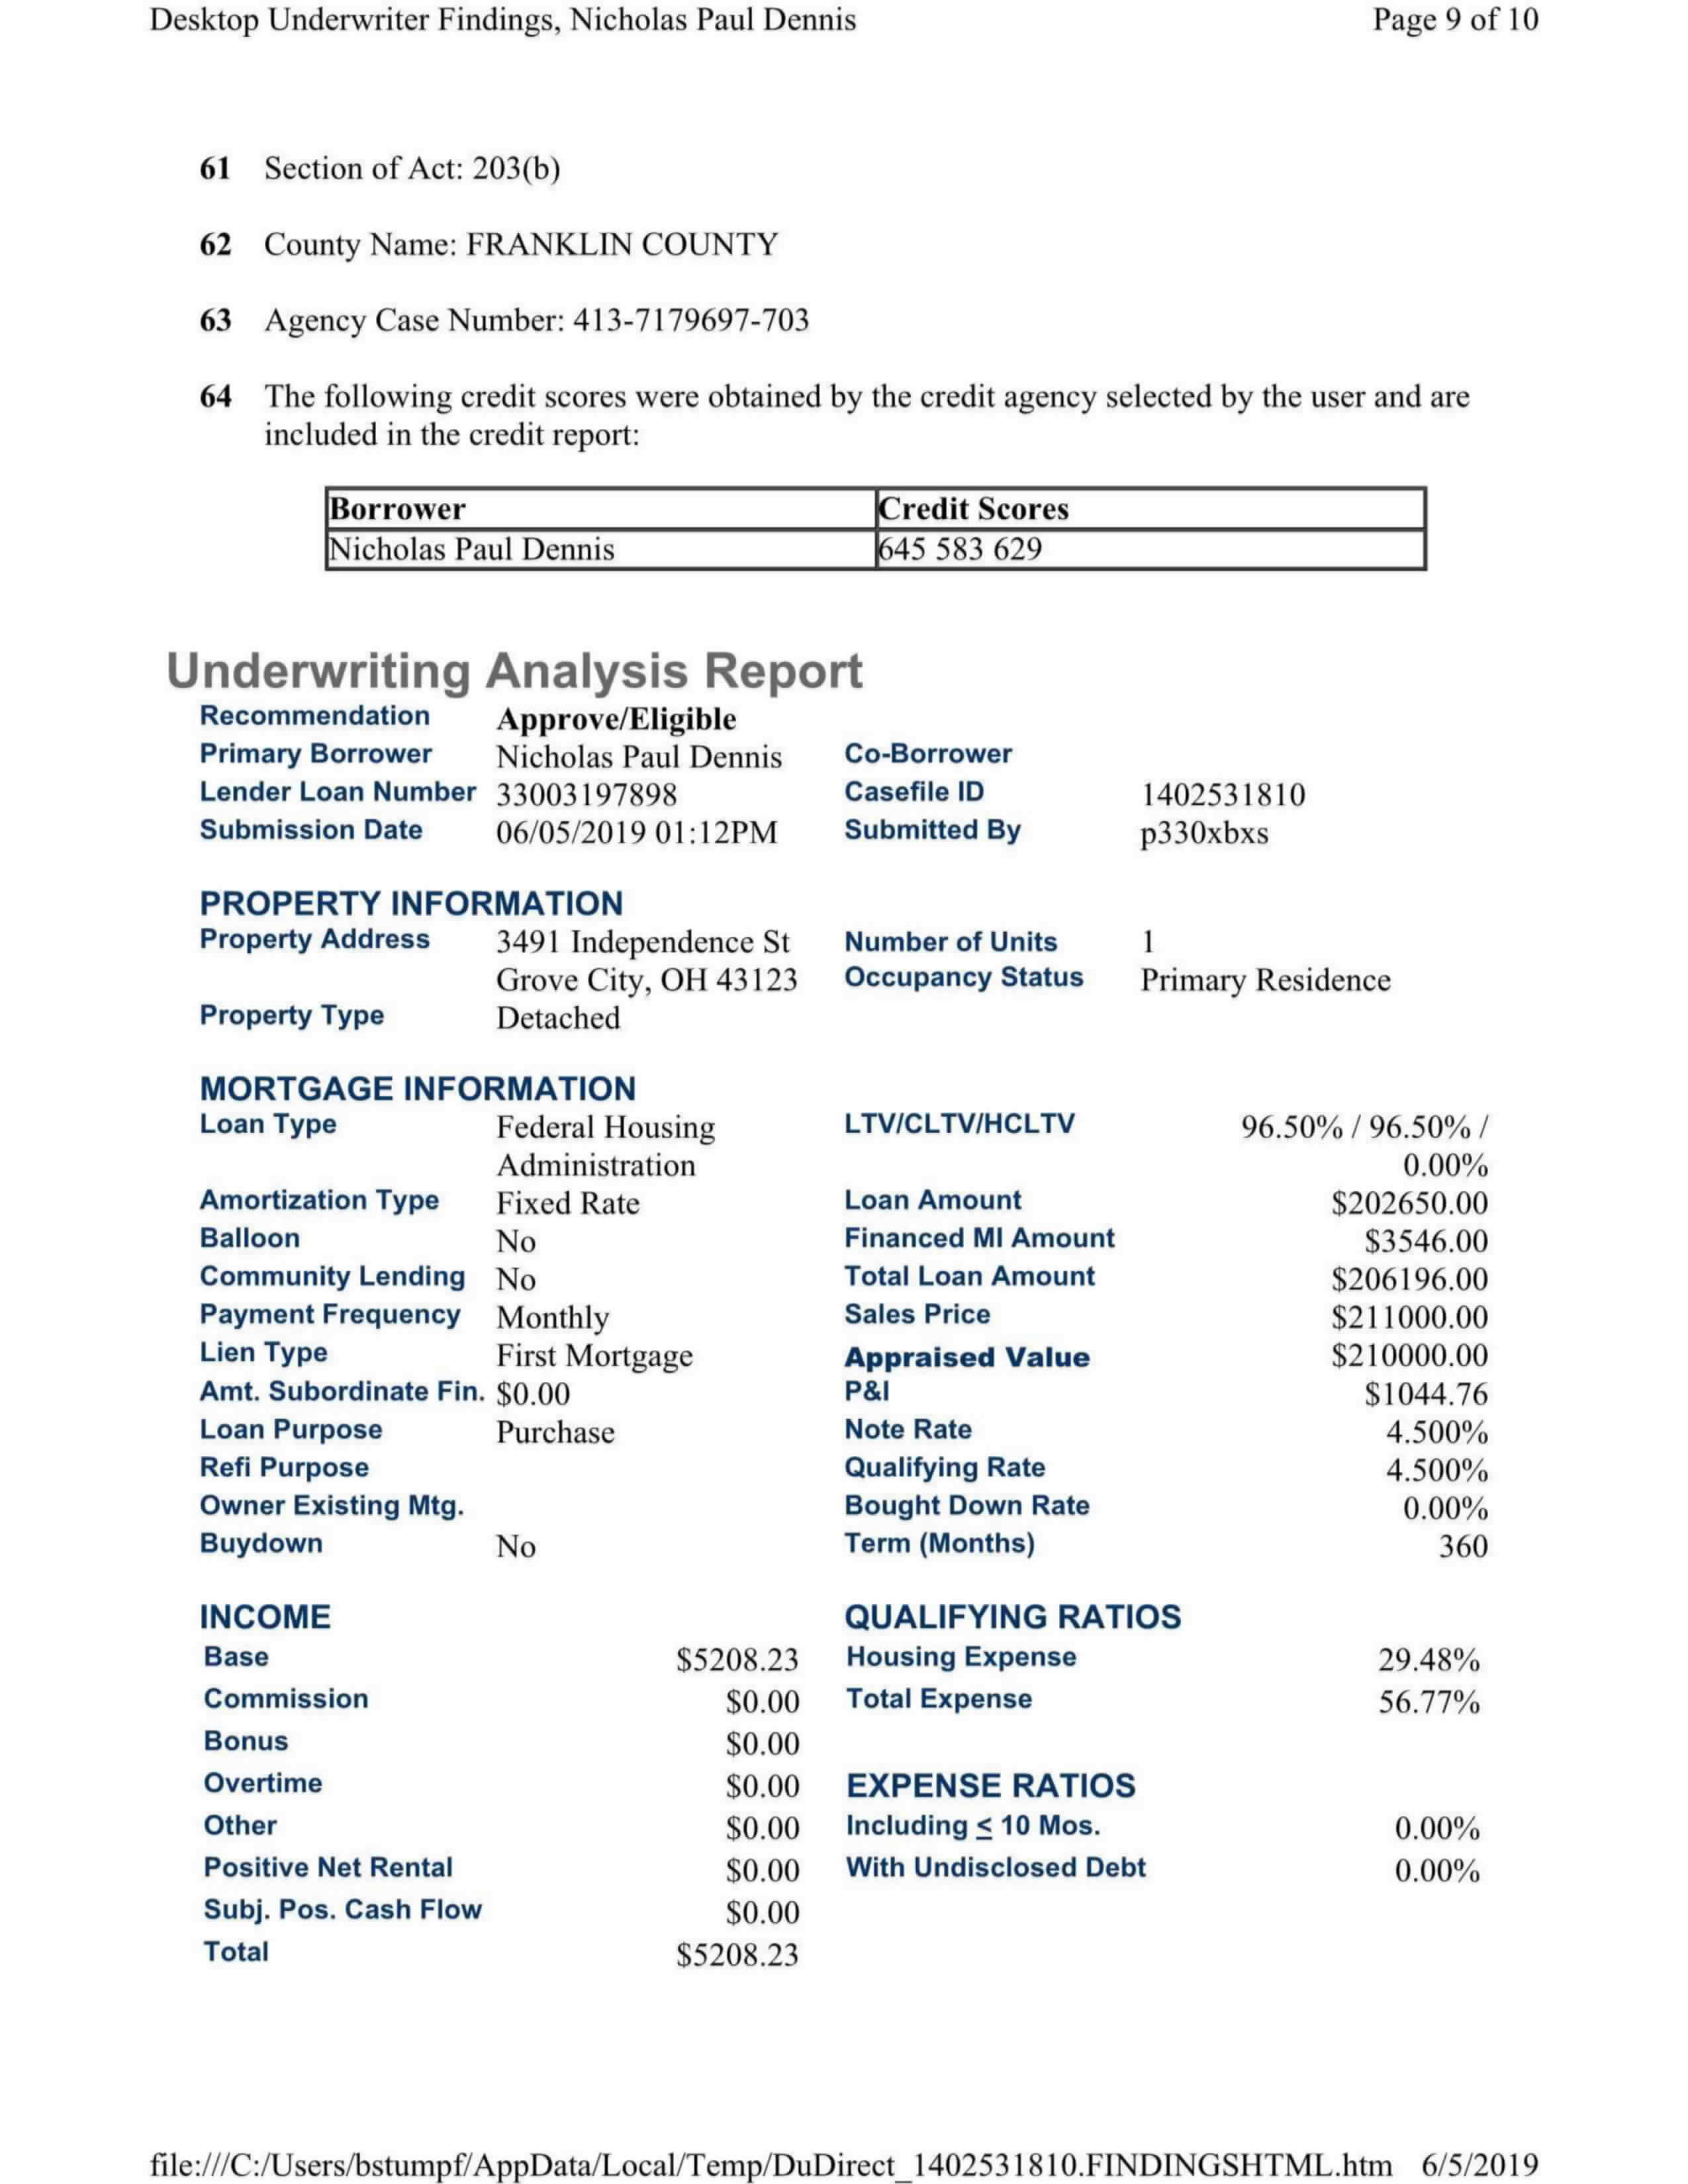 Desktop Underwriter Findings, Nicholas Paul Dennis Page 9 of 10
61 Section of Act: 203(b)
62 County Name: FRANKLIN COUNTY
63 Agency Case Number: 413-7179697-703
64 The following credit scores were obtained by the credit agency selected by the user and are
included in the credit report:
Borrower Credit Scores
Nicholas Paul Dennis 645 583 629
Underwriting Analysis Report
Recommendation Approve/Eligible
Primary Borrower Nicholas Paul Dennis Co-Borrower
Lender Loan Number 33003197898 Casefile ID 1402531810
Submission Date 06/05/2019 01:12PM Submitted By p330xbxs
PROPERTY INFORMATION
Property Address 3491 Independence St Number of Units 1
Grove City, OH 43123 Occupancy Status Primary Residence
Property Type Detached
MORTGAGE INFORMATION
Loan Type Federal Housing LTV/CLTV/HCLTV 96.50% / 96.50% /
Administration 0.00%
Amortization Type Fixed Rate Loan Amount $202650.00
Balloon No Financed MI Amount $3546.00
Community Lending No Total Loan Amount $206196.00
Payment Frequency Monthly Sales Price $211000.00
Lien Type First Mortgage Appraised Value $210000.00
Amt. Subordinate Fin. $0.00 P&I $1044.76
Loan Purpose Purchase Note Rate 4.500%
Refi Purpose Qualifying Rate 4.500%
Owner Existing Mtg. Bought Down Rate 0.00%
Buydown No Term (Months) 360
INCOME QUALIFYING RATIOS
Base $5208.23 Housing Expense 29.48%
Commission $0.00 Total Expense 56.77%
Bonus $0.00
Overtime $0.00 EXPENSE RATIOS
Other $0.00 Including ≤ 10 Mos. 0.00%
Positive Net Rental $0.00 With Undisclosed Debt 0.00%
Subj. Pos. Cash Flow $0.00
Total $5208.23
file:///C:/Users/bstumpf/AppData/Local/Temp/DuDirect_1402531810.FINDINGSHTML.htm 6/5/2019